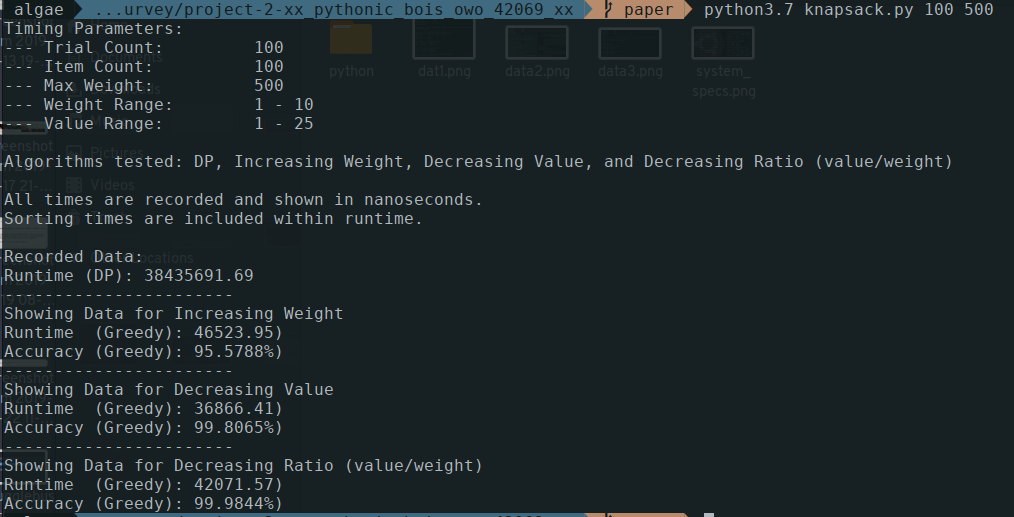 algae ...urvey/project-2-xx_pythonic_bois_owo_42069_xx paper python3.7 knapsack.py 100 500
Timing Parameters:
--- Trial Count: 100
--- Item Count: 100
--- Max Weight: 500
--- Weight Range: 1 - 10
--- Value Range: 1 - 25
python dat1.png data2.png data3.png system_
specs.png
Pictures
Videos
Algorithms tested: DP, Increasing Weight, Decreasing Value, and Decreasing Ratio (value/weight)
All times are recorded and shown in nanoseconds.
Sorting times are included within runtime.
Recorded Data:
Runtime (DP): 38435691.69
------------------------
Showing Data for Increasing Weight
Runtime  (Greedy): 46523.95)
Accuracy (Greedy): 95.5788%)
------------------------
Showing Data for Decreasing Value
Runtime  (Greedy): 36866.41)
Accuracy (Greedy): 99.8065%)
------------------------
Showing Data for Decreasing Ratio (value/weight)
Runtime  (Greedy): 42071.57)
Accuracy (Greedy): 99.9844%)